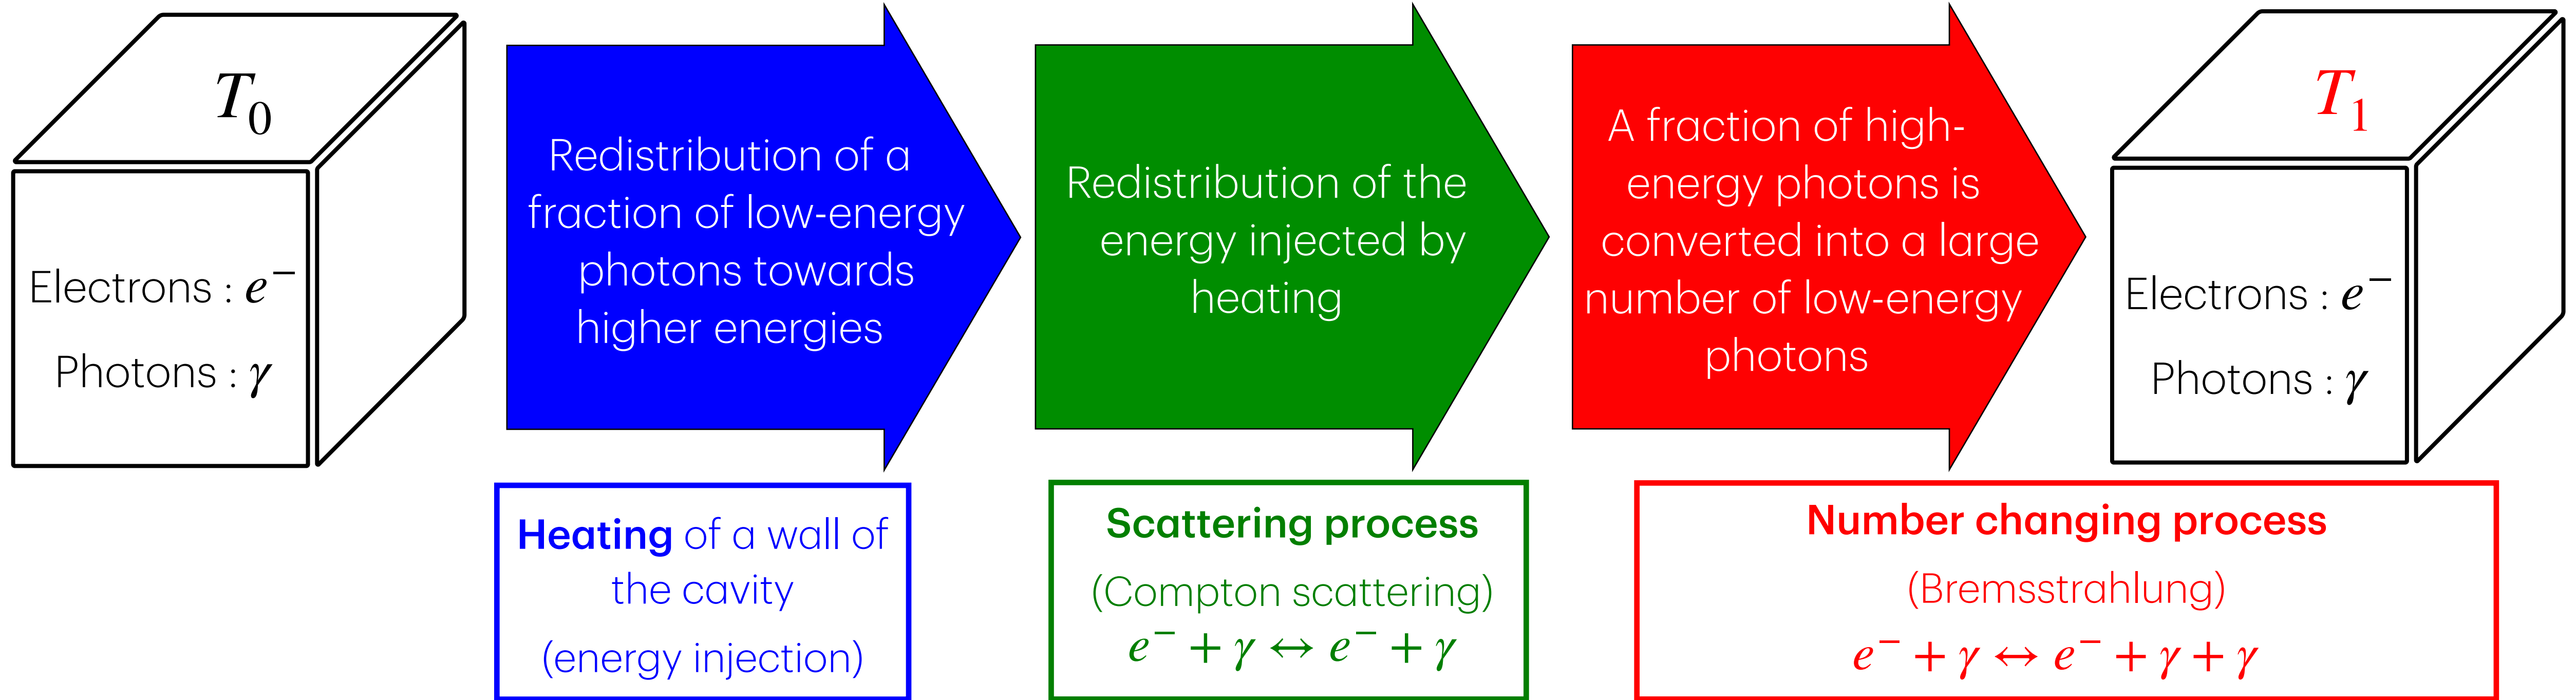 T₀
Electrons : e⁻
Photons : γ
Redistribution of a
fraction of low-energy
photons towards
higher energies
Heating of a wall of
the cavity
(energy injection)
Redistribution of the
energy injected by
heating
Scattering process
(Compton scattering)
e⁻ + γ ↔ e⁻ + γ
A fraction of high-
energy photons is
converted into a large
number of low-energy
photons
Number changing process
(Bremsstrahlung)
e⁻ + γ ↔ e⁻ + γ + γ
T₁
Electrons : e⁻
Photons : γ